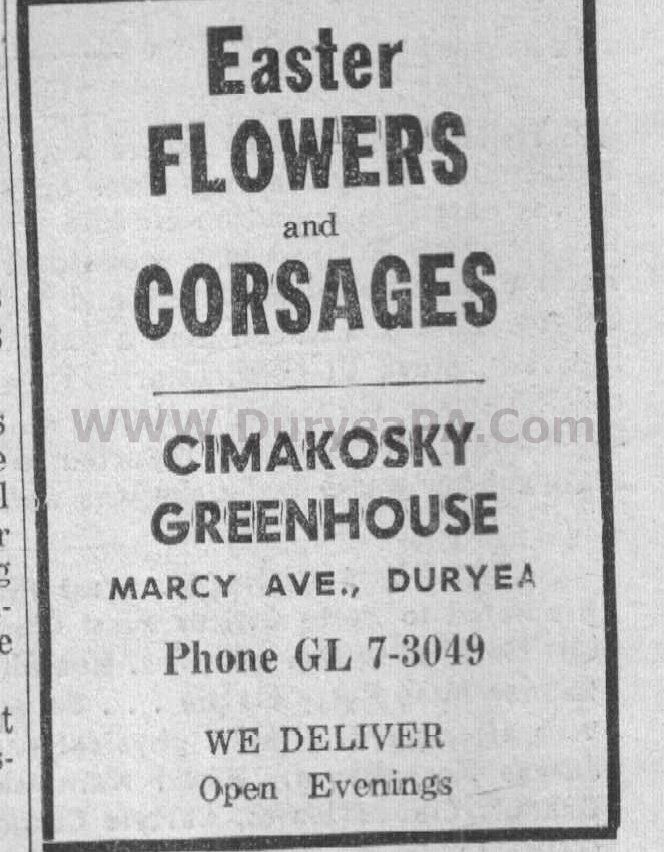 Easter
FLOWERS
and
CORSAGES
WWW.DuryeaPA.Com
CIMAKOSKY
GREENHOUSE
MARCY AVE., DURYEA
Phone GL 7-3049
WE DELIVER
Open Evenings